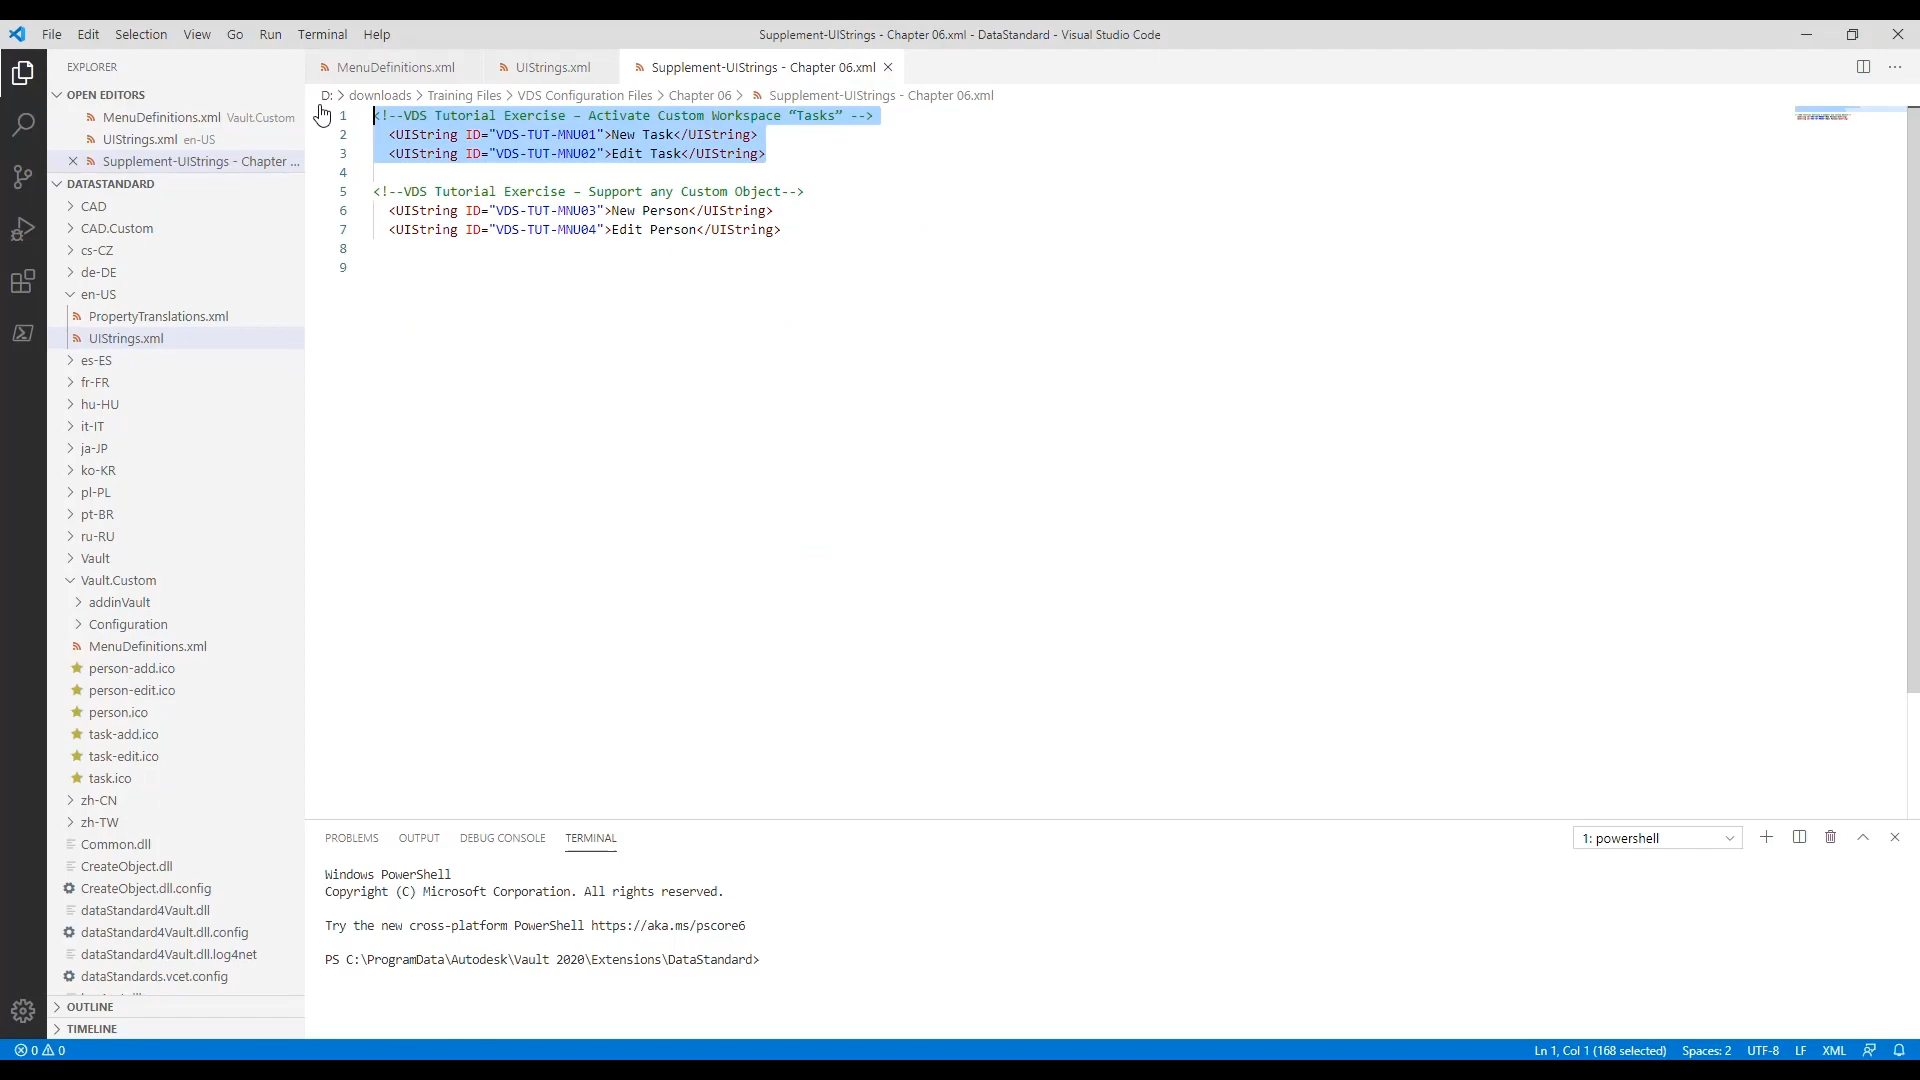 File Edit Selection View Go Run Terminal Help
Supplement-UIStrings - Chapter 06.xml - DataStandard - Visual Studio Code
EXPLORER
OPEN EDITORS
MenuDefinitions.xml Vault.Custom
UIStrings.xml en-US
Supplement-UIStrings - Chapter ...
DATASTANDARD
CAD
CAD.Custom
cs-CZ
de-DE
en-US
PropertyTranslations.xml
UIStrings.xml
es-ES
fr-FR
hu-HU
it-IT
ja-JP
ko-KR
pl-PL
pt-BR
ru-RU
Vault
Vault.Custom
addinVault
Configuration
MenuDefinitions.xml
person-add.ico
person-edit.ico
person.ico
task-add.ico
task-edit.ico
task.ico
zh-CN
zh-TW
Common.dll
CreateObject.dll
CreateObject.dll.config
dataStandard4Vault.dll
dataStandard4Vault.dll.config
dataStandard4Vault.dll.log4net
dataStandards.vcet.config
OUTLINE
TIMELINE
MenuDefinitions.xml UIStrings.xml Supplement-UIStrings - Chapter 06.xml
D: > downloads > Training Files > VDS Configuration Files > Chapter 06 > Supplement-UIStrings - Chapter 06.xml
1 <!--VDS Tutorial Exercise – Activate Custom Workspace “Tasks” -->
2 <UIString ID="VDS-TUT-MNU01">New Task</UIString>
3 <UIString ID="VDS-TUT-MNU02">Edit Task</UIString>
4
5 <!--VDS Tutorial Exercise – Support any Custom Object-->
6 <UIString ID="VDS-TUT-MNU03">New Person</UIString>
7 <UIString ID="VDS-TUT-MNU04">Edit Person</UIString>
8
9
PROBLEMS OUTPUT DEBUG CONSOLE TERMINAL
1: powershell
Windows PowerShell
Copyright (C) Microsoft Corporation. All rights reserved.
Try the new cross-platform PowerShell https://aka.ms/pscore6
PS C:\ProgramData\Autodesk\Vault 2020\Extensions\DataStandard>
0 0
Ln 1, Col 1 (168 selected) Spaces: 2 UTF-8 LF XML